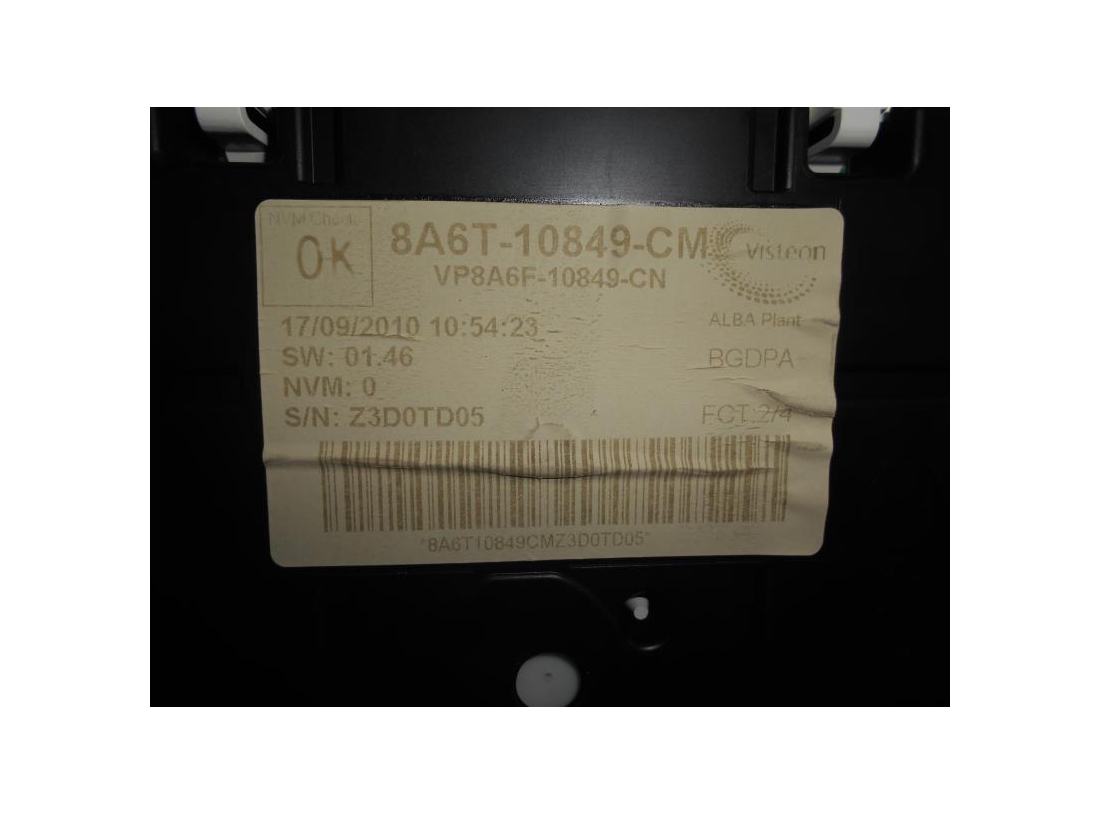 NVM Check
OK
8A6T-10849-CM
VP8A6F-10849-CN
Visteon
ALBA Plant
17/09/2010 10:54:23
SW: 01.46
BGDPA
NVM: 0
S/N: Z3D0TD05
FCT:2/4
*8A6T10849CMZ3D0TD05*